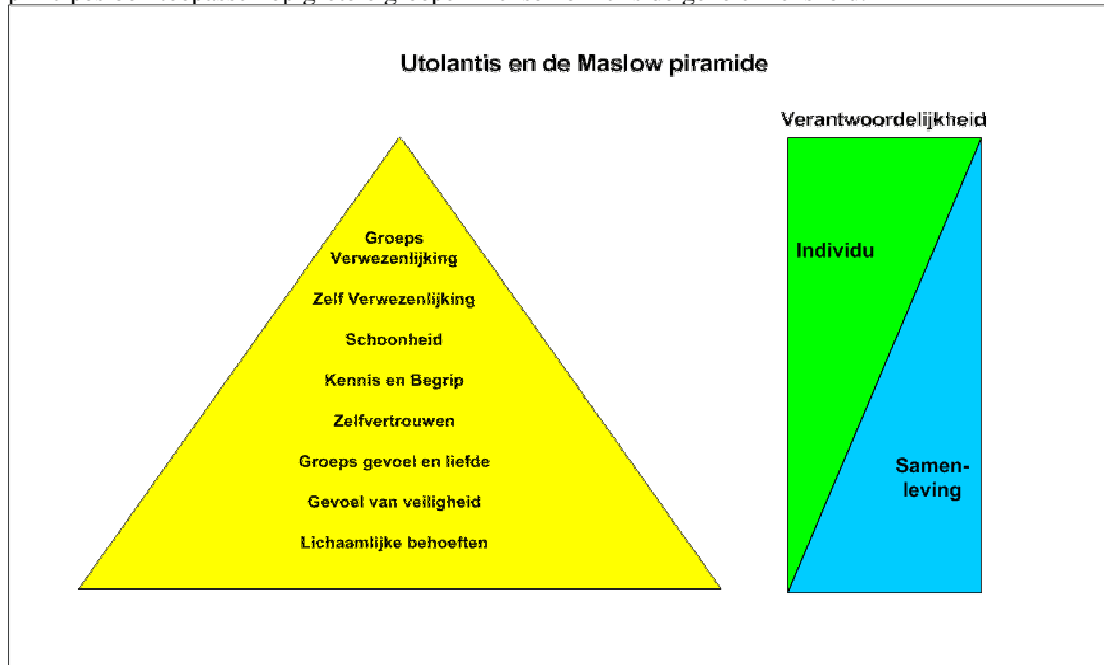 Utolantis en de Maslow piramide
Verantwoordelijkheid
Groeps
Verwezenlijking
Zelf Verwezenlijking
Schoonheid
Kennis en Begrip
Zelfvertrouwen
Groeps gevoel en liefde
Gevoel van veiligheid
Lichaamlijke behoeften
Individu
Samen-
leving